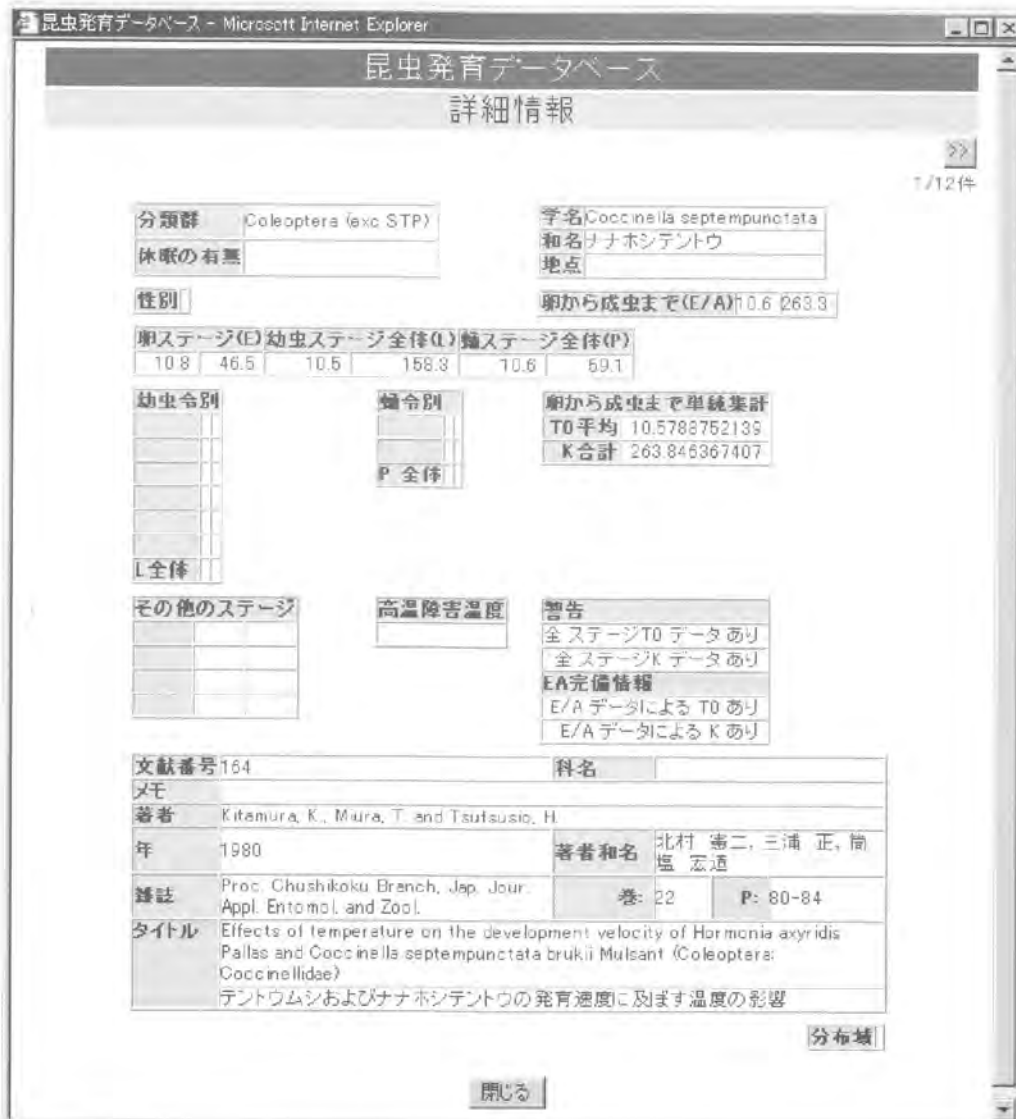 昆虫発育データベース - Microsoft Internet Explorer
昆虫発育データベース
詳細情報
>>
1/12件
分類群 Coleoptera (exc STP)
休眠の有無
学名 Coccinella septempunctata
和名 ナナホシテントウ
地点
性別
卵から成虫まで(E/A) 10.6 263.3
卵ステージ(E) 幼虫ステージ全体(L) 蛹ステージ全体(P)
10.8 46.5 10.5 158.3 10.6 59.1
幼虫令別
L全体
蛹令別
P 全体
卵から成虫まで単純集計
T0平均 10.5788752139
K合計 263.846367407
その他のステージ
高温障害温度
警告
全 ステージT0 データ あり
全 ステージK データ あり
EA完備情報
E/A データによる T0 あり
E/A データによる K あり
文献番号 164 科名
メモ
著者 Kitamura, K., Miura, T. and Tsutsusio, H.
年 1980 著者和名 北村 憲二, 三浦 正, 筒
塩 宏道
雑誌 Proc. Chushikoku Branch, Jap. Jour.
Appl. Entomol. and Zool.
巻: 22 P: 80-84
タイトル Effects of temperature on the development velocity of Hormonia axyridis
Pallas and Coccinella septempunctata brukii Mulsant (Coleoptera:
Coccinellidae)
テントウムシおよびナナホシテントウの発育速度に及ぼす温度の影響
分布域
閉じる